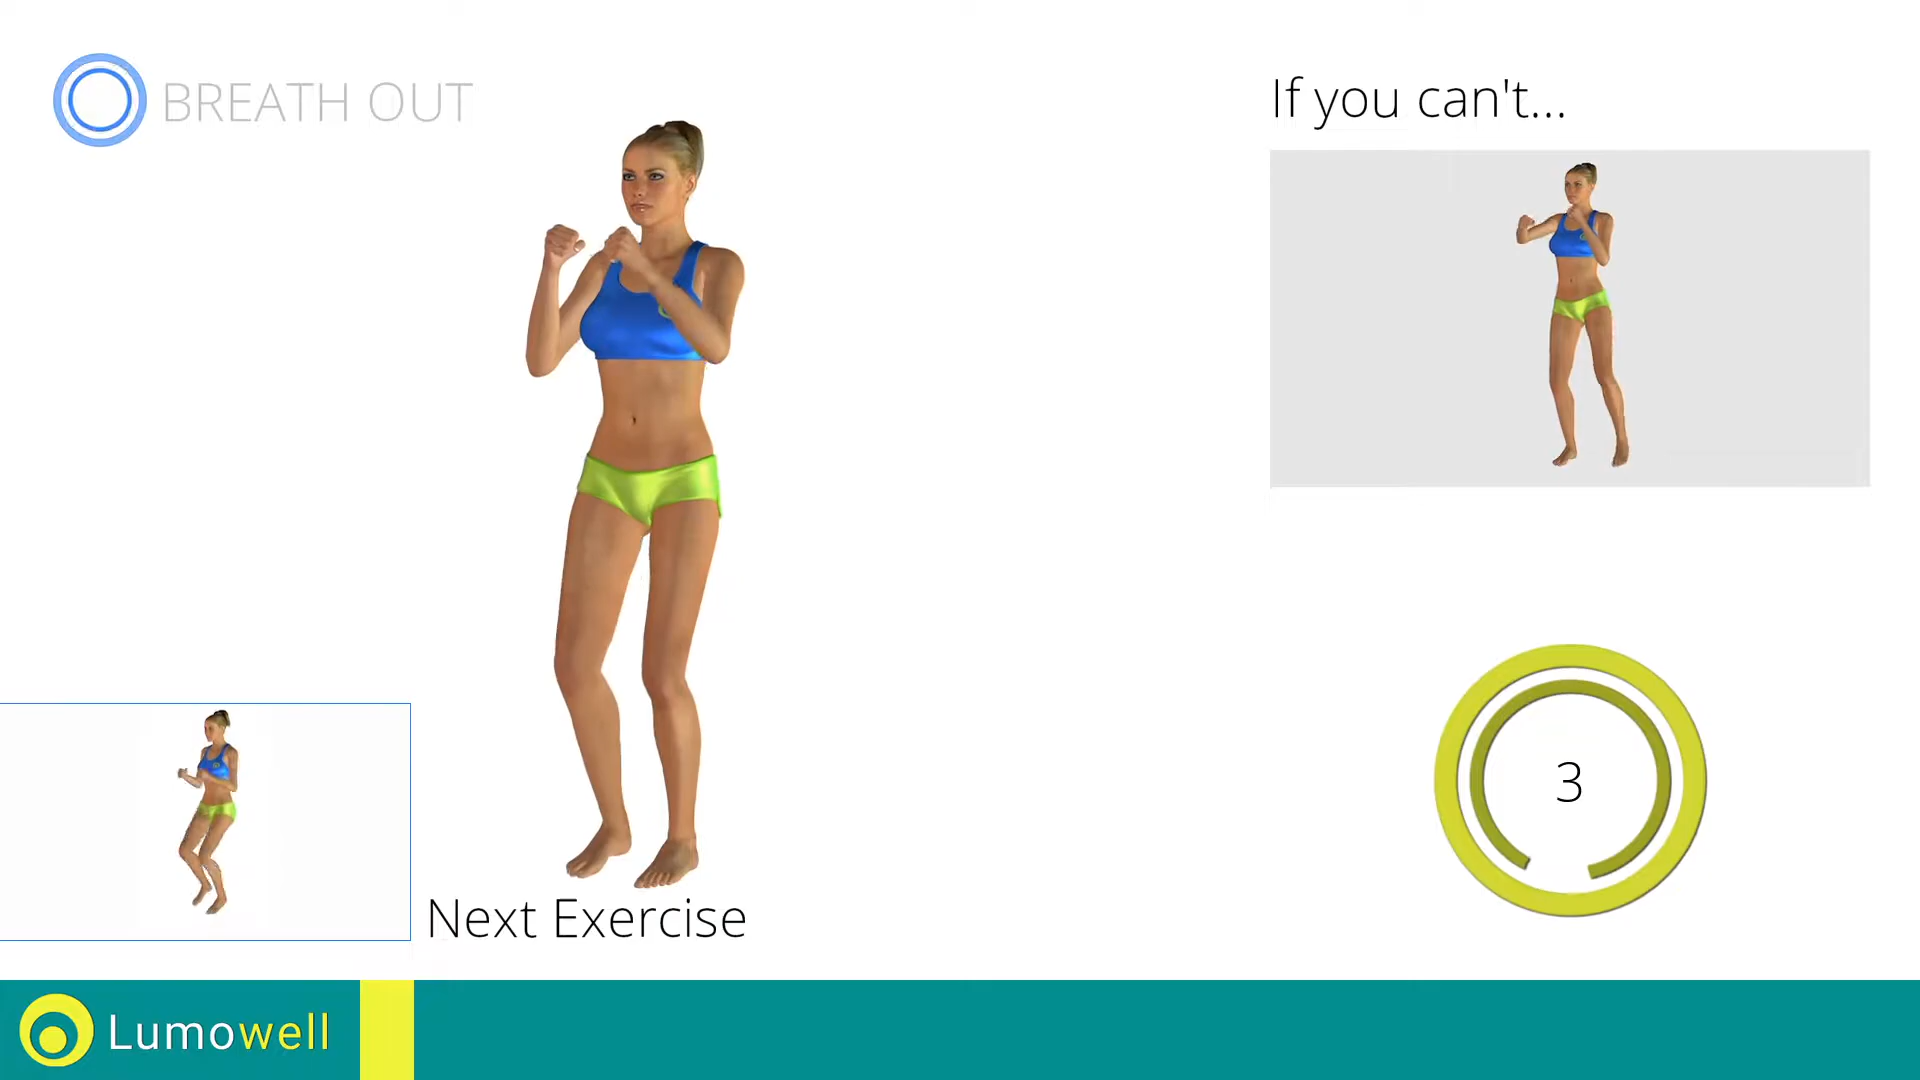 BREATH OUT
If you can't...
3
Next Exercise
Lumowell